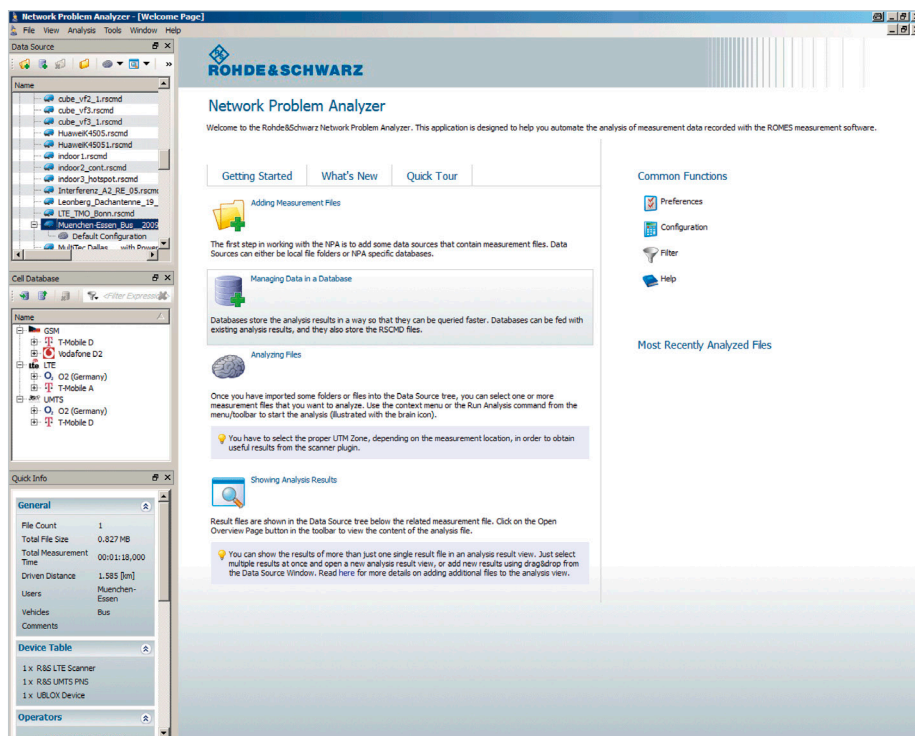 Network Problem Analyzer - [Welcome Page]
File View Analysis Tools Window Help
Data Source
Name
cube_vf2_1.rscmd
cube_vf3.rscmd
cube_vf3_1.rscmd
HuaweiK4505.rscmd
HuaweiK45051.rscmd
indoor1.rscmd
indoor2_cont.rscmd
indoor3_hotspot.rscmd
Interferenz_A2_RE_05.rscm
Leonberg_Dachantenne_19_
LTE_TMO_Bonn.rscmd
Muenchen-Essen_Bus__2009
Default Configuration
MultiTec Dallas with Power
Cell Database
<Filter Expression
Name
GSM
T-Mobile D
Vodafone D2
LTE
O2 (Germany)
T-Mobile A
UMTS
O2 (Germany)
T-Mobile D
Quick Info
General
File Count 1
Total File Size 0.827 MB
Total Measurement Time 00:01:18,000
Driven Distance 1.585 [km]
Users Muenchen-Essen
Vehicles Bus
Comments
Device Table
1 x R&S LTE Scanner
1 x R&S UMTS PNS
1 x UBLOX Device
Operators
ROHDE&SCHWARZ
Network Problem Analyzer
Welcome to the Rohde&Schwarz Network Problem Analyzer. This application is designed to help you automate the analysis of measurement data recorded with the ROMES measurement software.
Getting Started What's New Quick Tour
Adding Measurement Files
The first step in working with the NPA is to add some data sources that contain measurement files. Data
Sources can either be local file folders or NPA specific databases.
Managing Data in a Database
Databases store the analysis results in a way so that they can be queried faster. Databases can be fed with
existing analysis results, and they also store the RSCMD files.
Analyzing Files
Once you have imported some folders or files into the Data Source tree, you can select one or more
measurement files that you want to analyze. Use the context menu or the Run Analysis command from the
menu/toolbar to start the analysis (illustrated with the brain icon).
You have to select the proper UTM Zone, depending on the measurement location, in order to obtain
useful results from the scanner plugin.
Showing Analysis Results
Result files are shown in the Data Source tree below the related measurement file. Click on the Open
Overview Page button in the toolbar to view the content of the analysis file.
You can show the results of more than just one single result file in an analysis result view. Just select
multiple results at once and open a new analysis result view, or add new results using drag&drop from
the Data Source Window. Read here for more details on adding additional files to the analysis view.
Common Functions
Preferences
Configuration
Filter
Help
Most Recently Analyzed Files